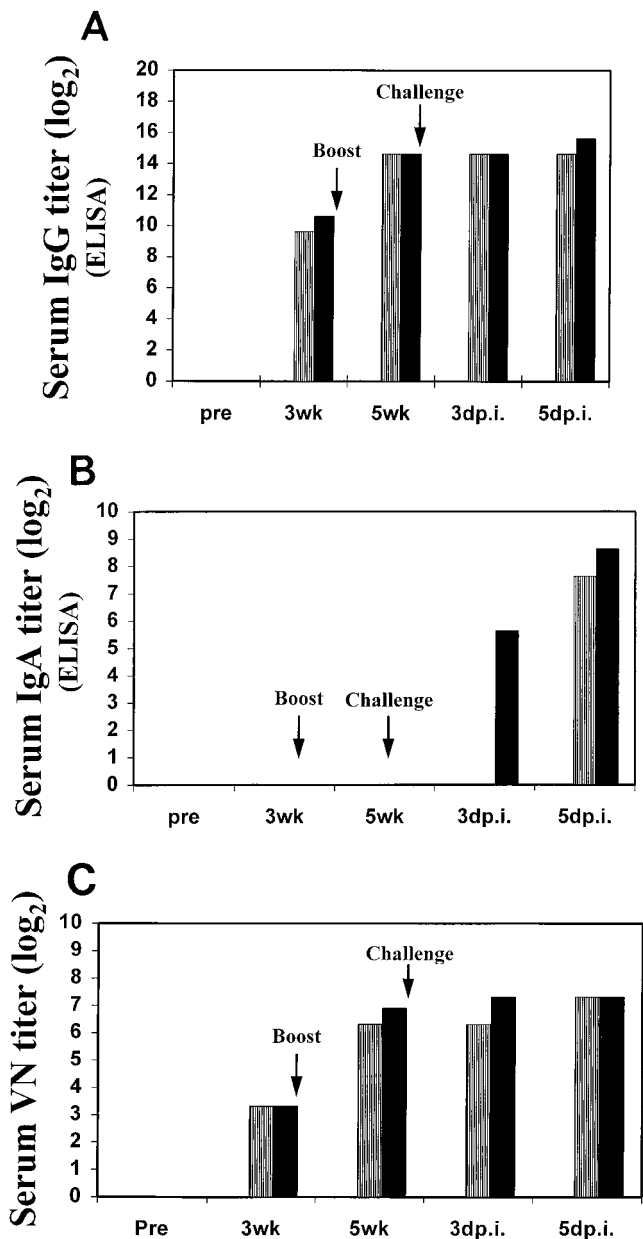 A
Serum IgG titer (log2)
(ELISA)
20
18
16
14
12
10
8
6
4
2
0
Boost
Challenge
pre 3wk 5wk 3dp.i. 5dp.i.
B
Serum IgA titer (log2)
(ELISA)
10
9
8
7
6
5
4
3
2
1
0
Boost Challenge
pre 3wk 5wk 3dp.i. 5dp.i.
C
Serum VN titer (log2)
10
9
8
7
6
5
4
3
2
1
0
Boost
Challenge
Pre 3wk 5wk 3dp.i. 5dp.i.